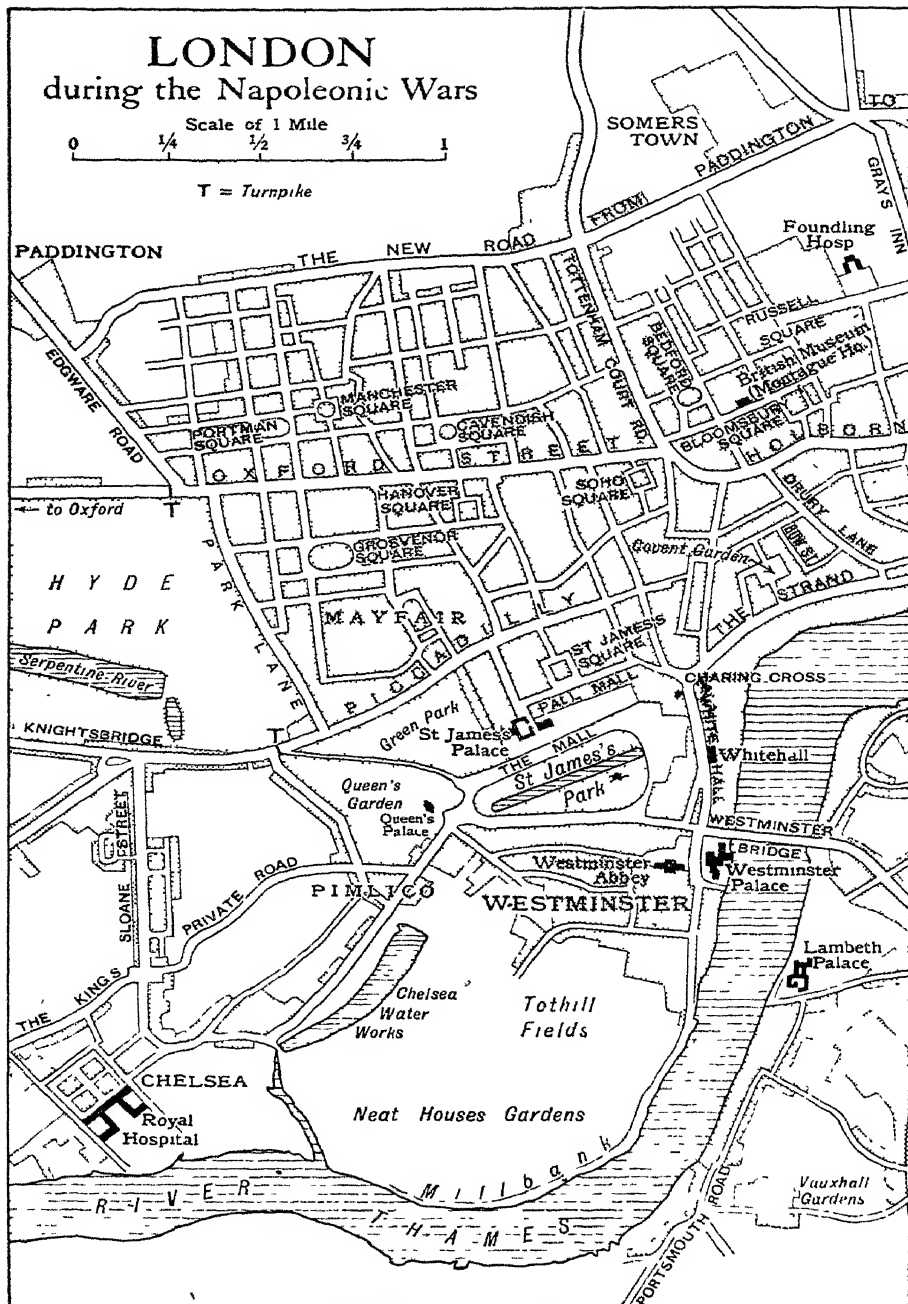 LONDON
during the Napoleonic Wars
Scale of 1 Mile
0 1/4 1/2 3/4 1
T = Turnpike
SOMERS
TOWN
TO
THE NEW ROAD FROM PADDINGTON
GRAY'S INN
PADDINGTON
Foundling
Hosp
EDGWARE ROAD
TOTTENHAM COURT RD.
BEDFORD
SQUARE
RUSSELL
SQUARE
British Museum
(Montague Ho.)
MANCHESTER
SQUARE
PORTMAN
SQUARE
CAVENDISH
SQUARE
BLOOMSBURY
SQUARE
HOLBORN
OXFORD STREET
HANOVER
SQUARE
SOHO
SQUARE
T
← to Oxford
DRURY LANE
BOW ST
Covent Garden
GROSVENOR
SQUARE
PARK LANE
HYDE
PARK
MAYFAIR
PICCADILLY
THE STRAND
ST JAMES'S
SQUARE
Serpentine River
CHARING CROSS
PALL MALL
KNIGHTSBRIDGE
T
Green Park
St James's
Palace
THE MALL
St James's
Park
WHITE HALL
Whitehall
Queen's
Garden
Queen's
Palace
WESTMINSTER
BRIDGE
SLOANE STREET
Westminster
Abbey
Westminster
Palace
THE KINGS PRIVATE ROAD
PIMLICO
WESTMINSTER
Lambeth
Palace
Chelsea
Water
Works
Tothill
Fields
CHELSEA
Royal
Hospital
Neat Houses Gardens
Millbank
RIVER THAMES
Vauxhall
Gardens
PORTSMOUTH ROAD